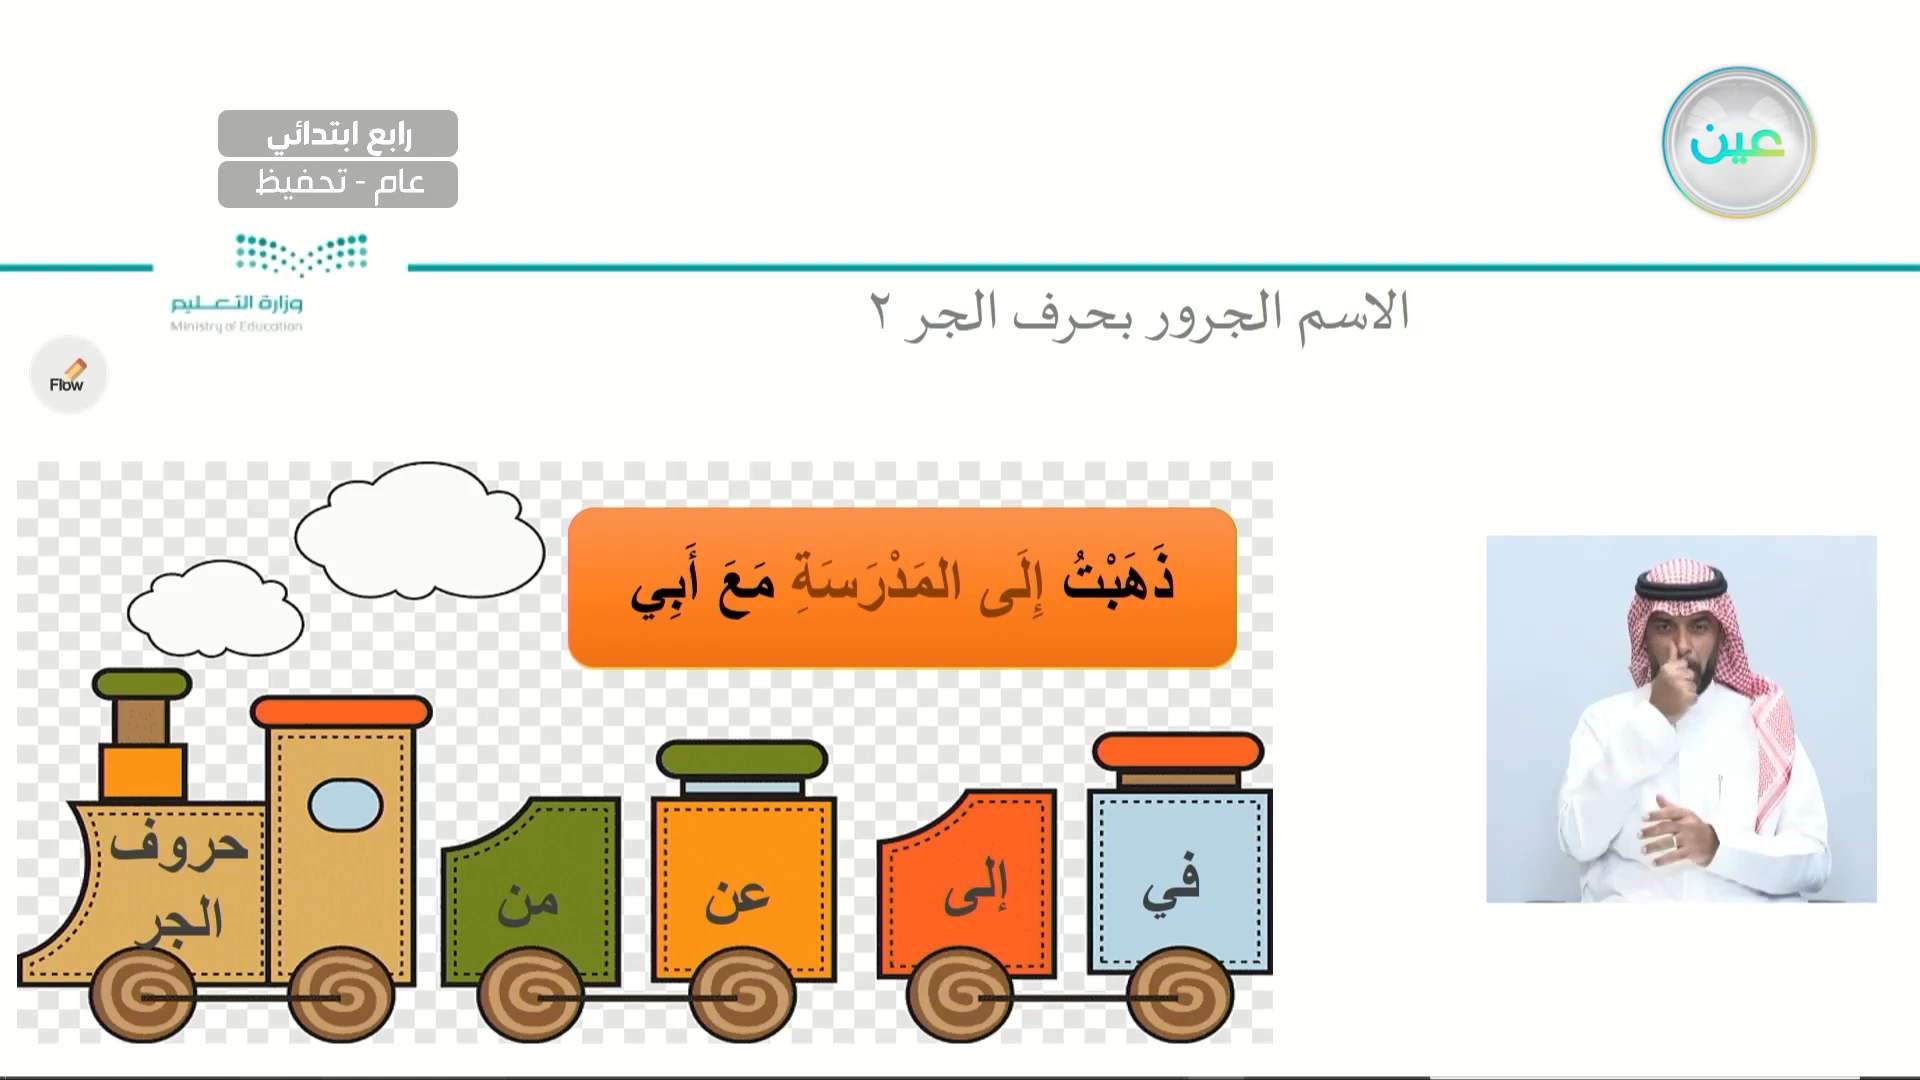 رابع ابتدائي
عام - تحفيظ
عين
وزارة التعليم
Ministry of Education
الاسم الجرور بحرف الجر ٢
Flow
ذَهَبْتُ إِلَى المَدْرَسَةِ مَعَ أَبِي
في
إلى
عن
من
حروف
الجر